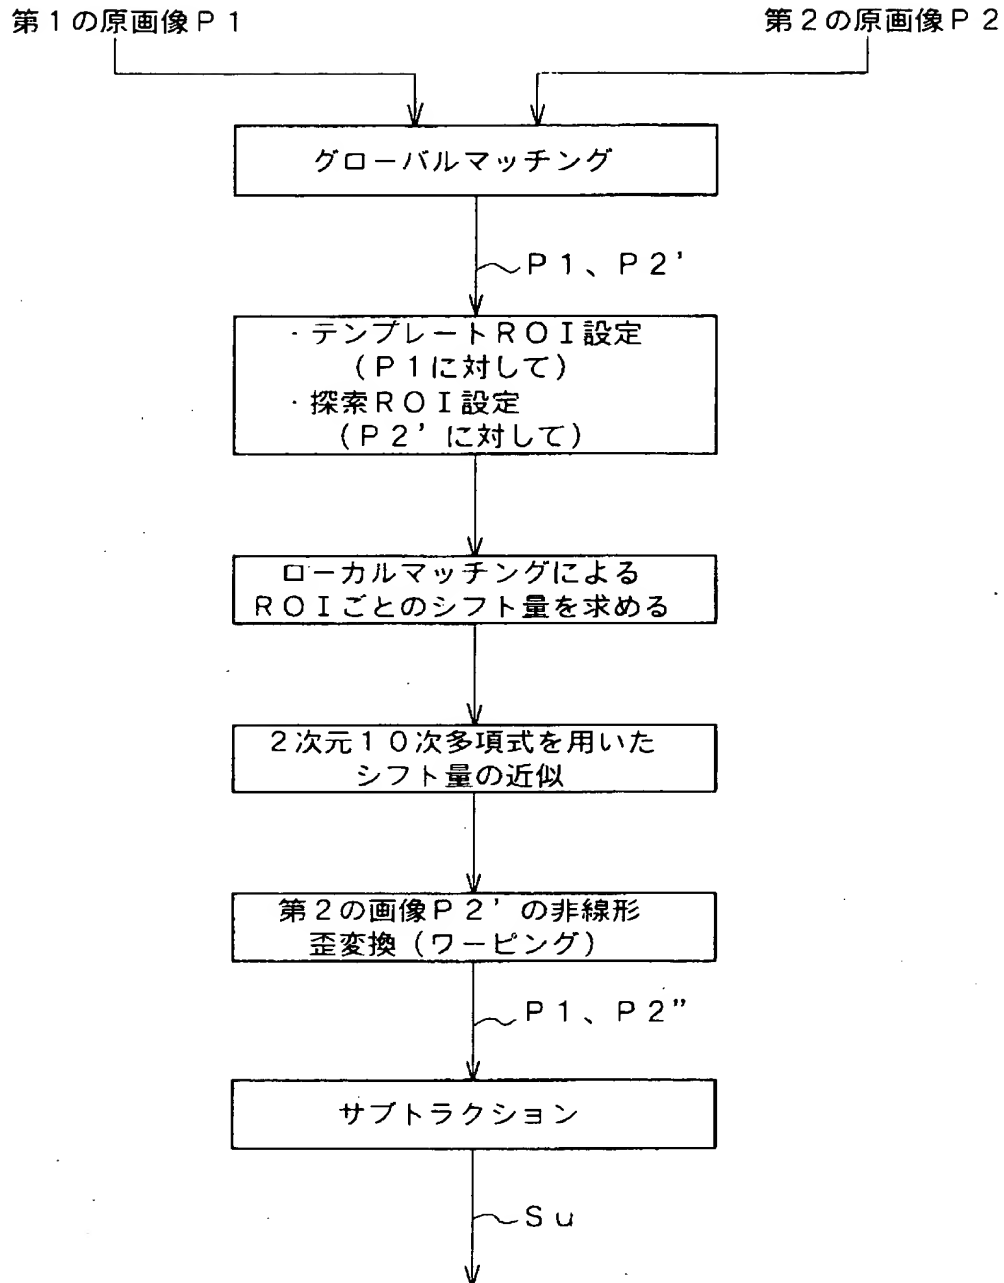 第1の原画像P1
第2の原画像P2
グローバルマッチング
P1、P2'
・テンプレートROI設定
(P1に対して)
・探索ROI設定
(P2'に対して)
ローカルマッチングによる
ROIごとのシフト量を求める
2次元10次多項式を用いた
シフト量の近似
第2の画像P2'の非線形
歪変換(ワーピング)
P1、P2"
サブトラクション
Su